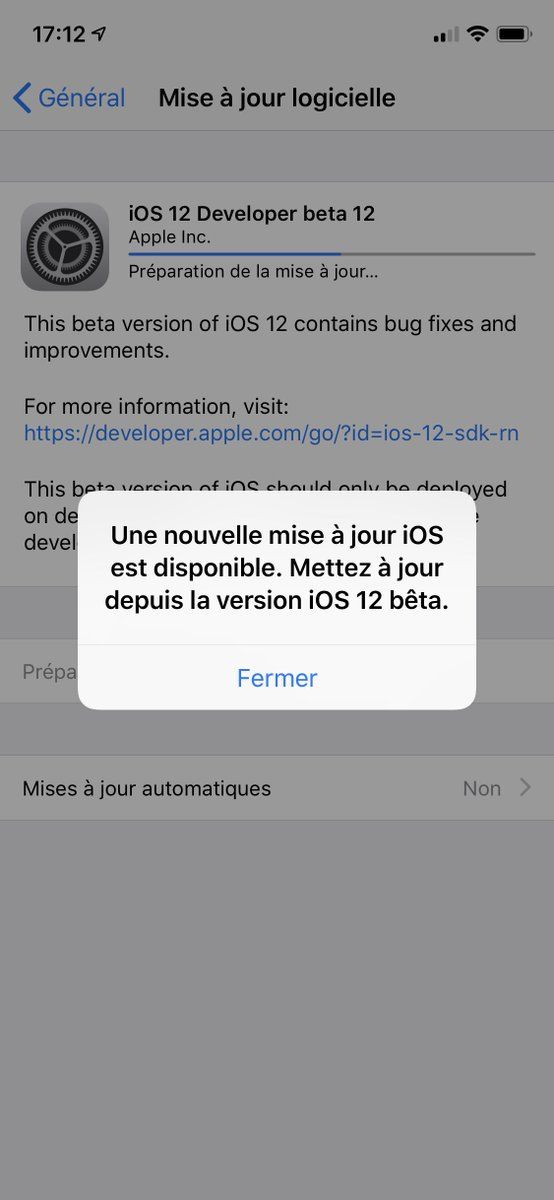 17:12
Général
Mise à jour logicielle
iOS 12 Developer beta 12
Apple Inc.
Préparation de la mise à jour...
This beta version of iOS 12 contains bug fixes and
improvements.
For more information, visit:
https://developer.apple.com/go/?id=ios-12-sdk-rn
This beta version of iOS should only be deployed
on de
devel
Une nouvelle mise à jour iOS
est disponible. Mettez à jour
depuis la version iOS 12 bêta.
Fermer
Prépa
Mises à jour automatiques Non